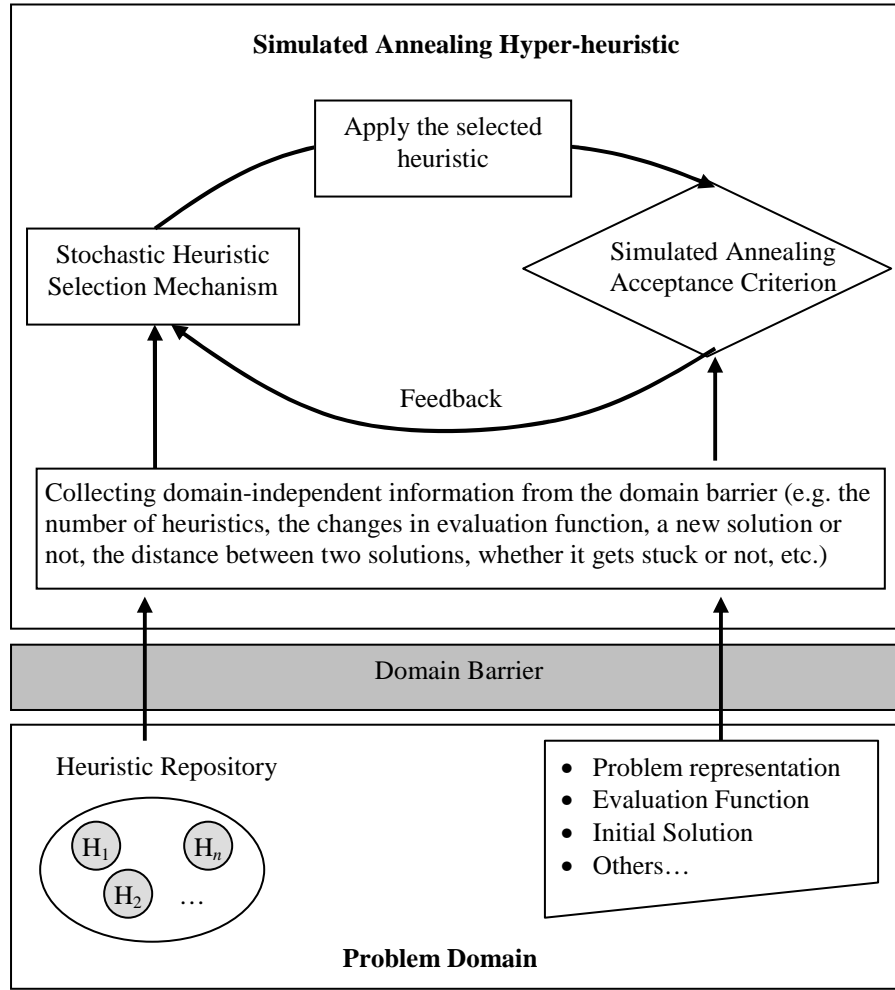 Simulated Annealing Hyper-heuristic
Apply the selected
heuristic
Stochastic Heuristic
Selection Mechanism
Simulated Annealing
Acceptance Criterion
Feedback
Collecting domain-independent information from the domain barrier (e.g. the
number of heuristics, the changes in evaluation function, a new solution or
not, the distance between two solutions, whether it gets stuck or not, etc.)
Domain Barrier
Heuristic Repository
H1
Hn
H2
…
• Problem representation
• Evaluation Function
• Initial Solution
• Others…
Problem Domain